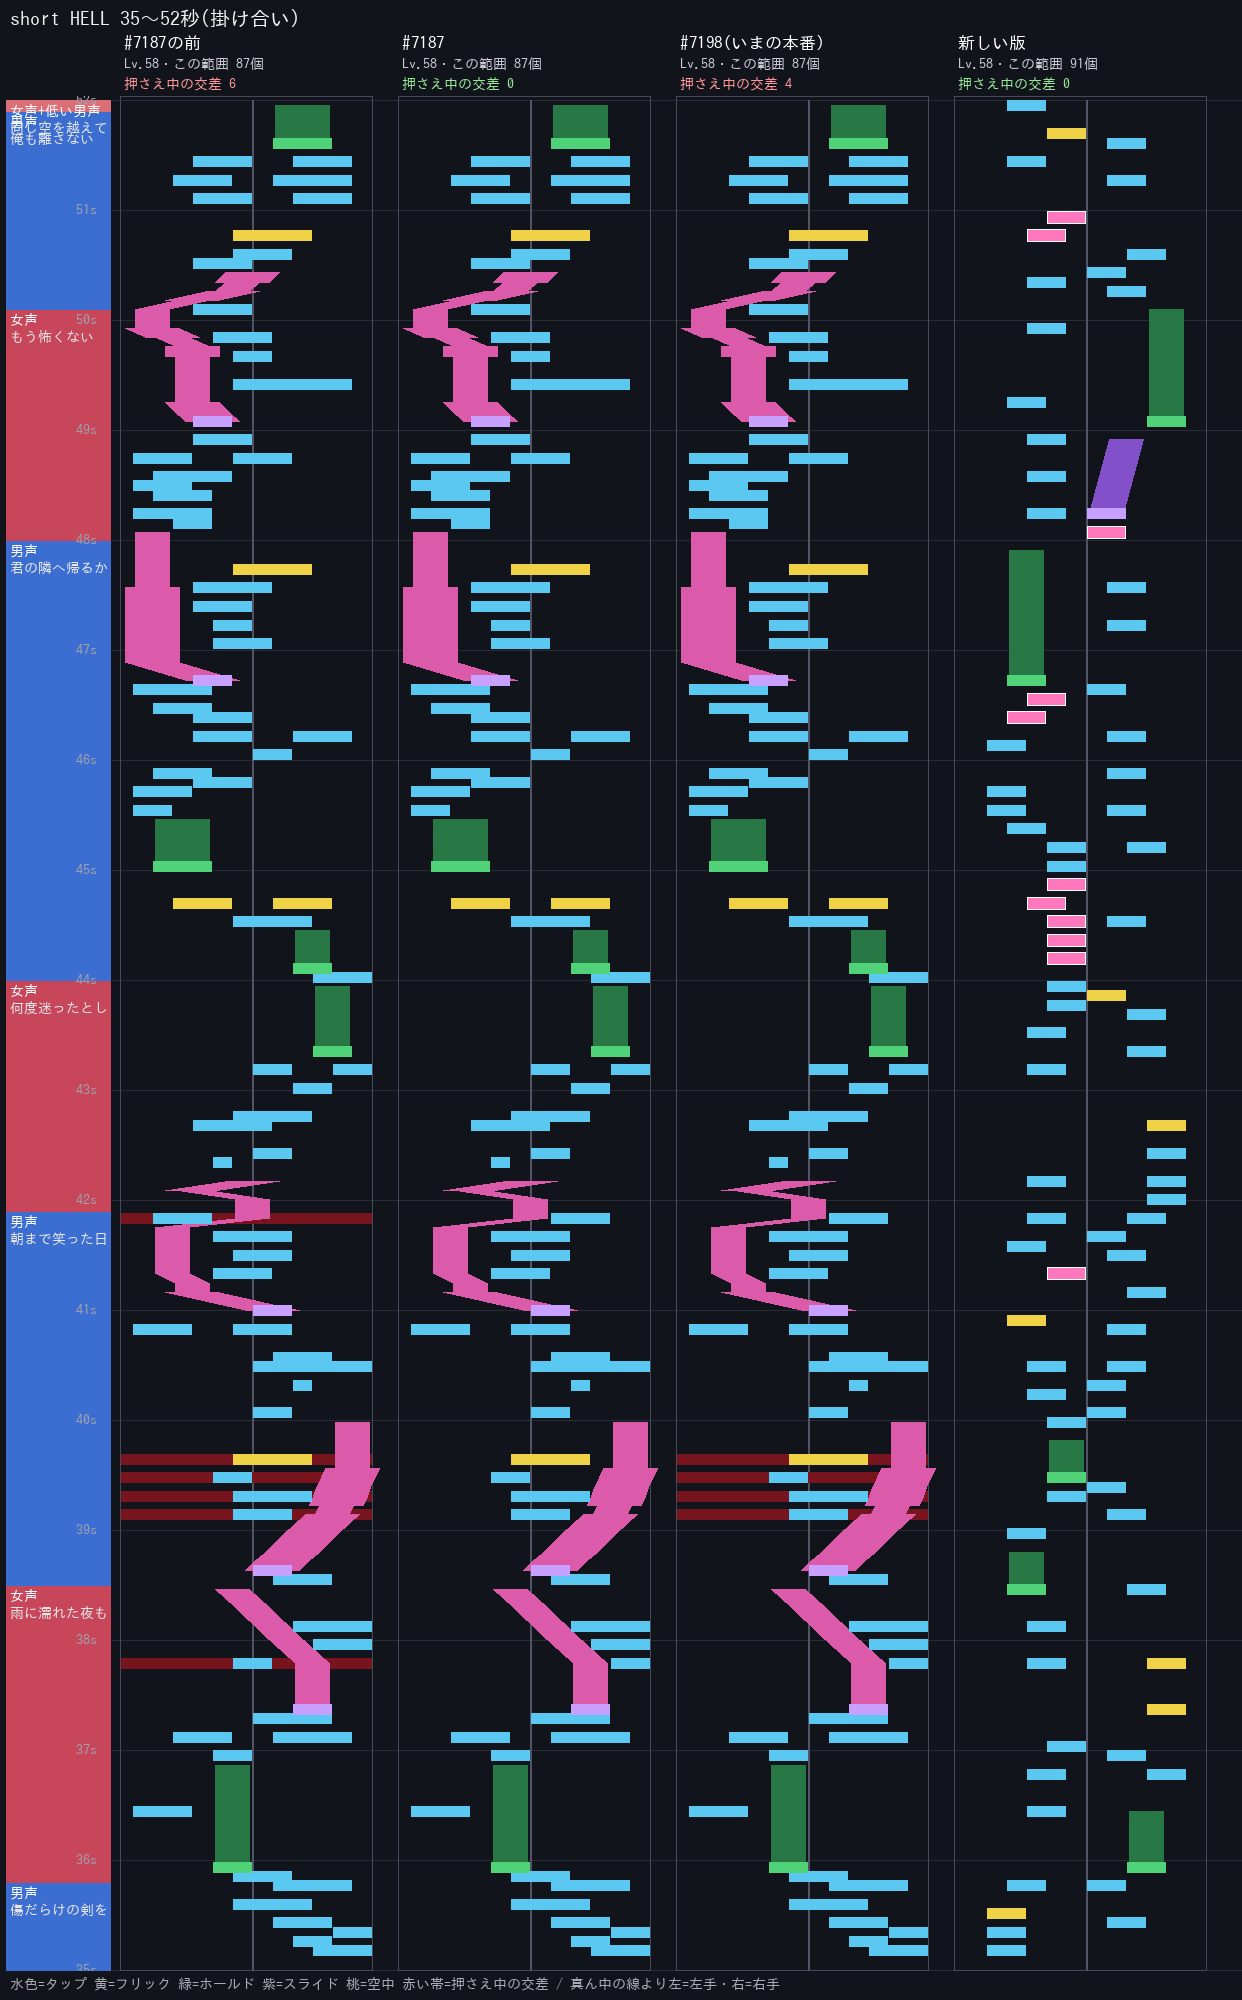 short HELL 35〜52秒(掛け合い)
#7187の前
Lv.58・この範囲 87個
押さえ中の交差 6
#7187
Lv.58・この範囲 87個
押さえ中の交差 0
#7198(いまの本番)
Lv.58・この範囲 87個
押さえ中の交差 4
新しい版
Lv.58・この範囲 91個
押さえ中の交差 0
女声+低い男声
同じ空を越えて
俺も離さない
51s
女声
もう怖くない
50s
49s
48s
男声
君の隣へ帰るか
47s
46s
45s
44s
女声
何度迷ったとし
43s
42s
男声
朝まで笑った日
41s
40s
39s
女声
雨に濡れた夜も
38s
37s
36s
男声
傷だらけの剣を
35s
水色=タップ 黄=フリック 緑=ホールド 紫=スライド 桃=空中 赤い帯=押さえ中の交差 / 真ん中の線より左=左手・右=右手